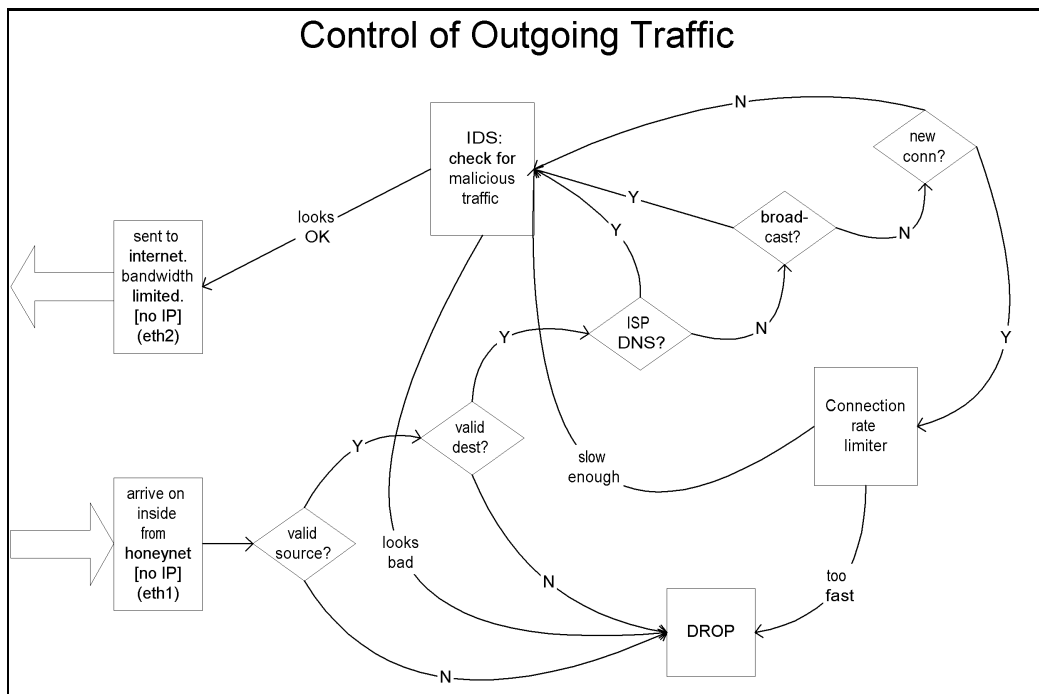 Control of Outgoing Traffic
IDS:
check for
malicious
traffic
N
new
conn?
Y
broad-
cast?
N
Y
looks
OK
sent to
internet.
bandwidth
limited.
[no IP]
(eth2)
ISP
DNS?
N
Y
Y
Connection
rate
limiter
valid
dest?
Y
slow
enough
arrive on
inside
from
honeynet
[no IP]
(eth1)
valid
source?
looks
bad
N
too
fast
DROP
N